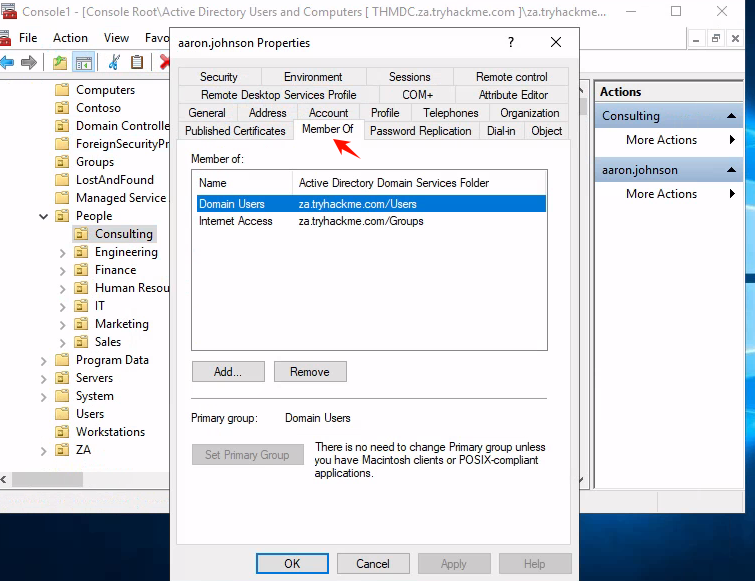 Console1 - [Console Root\Active Directory Users and Computers [ THMDC.za.tryhackme.com ]\za.tryhackme...
File Action View Favo
aaron.johnson Properties
?
Security Environment Sessions Remote control
Remote Desktop Services Profile COM+ Attribute Editor
General Address Account Profile Telephones Organization
Published Certificates Member Of Password Replication Dial-in Object
Member of:
Name Active Directory Domain Services Folder
Domain Users za.tryhackme.com/Users
Internet Access za.tryhackme.com/Groups
Add... Remove
Primary group: Domain Users
Set Primary Group
There is no need to change Primary group unless
you have Macintosh clients or POSIX-compliant
applications.
OK Cancel Apply Help
Computers
Contoso
Domain Controlle
ForeignSecurityPr
Groups
LostAndFound
Managed Service
People
Consulting
Engineering
Finance
Human Resou
IT
Marketing
Sales
Program Data
Servers
System
Users
Workstations
ZA
Actions
Consulting
More Actions
aaron.johnson
More Actions